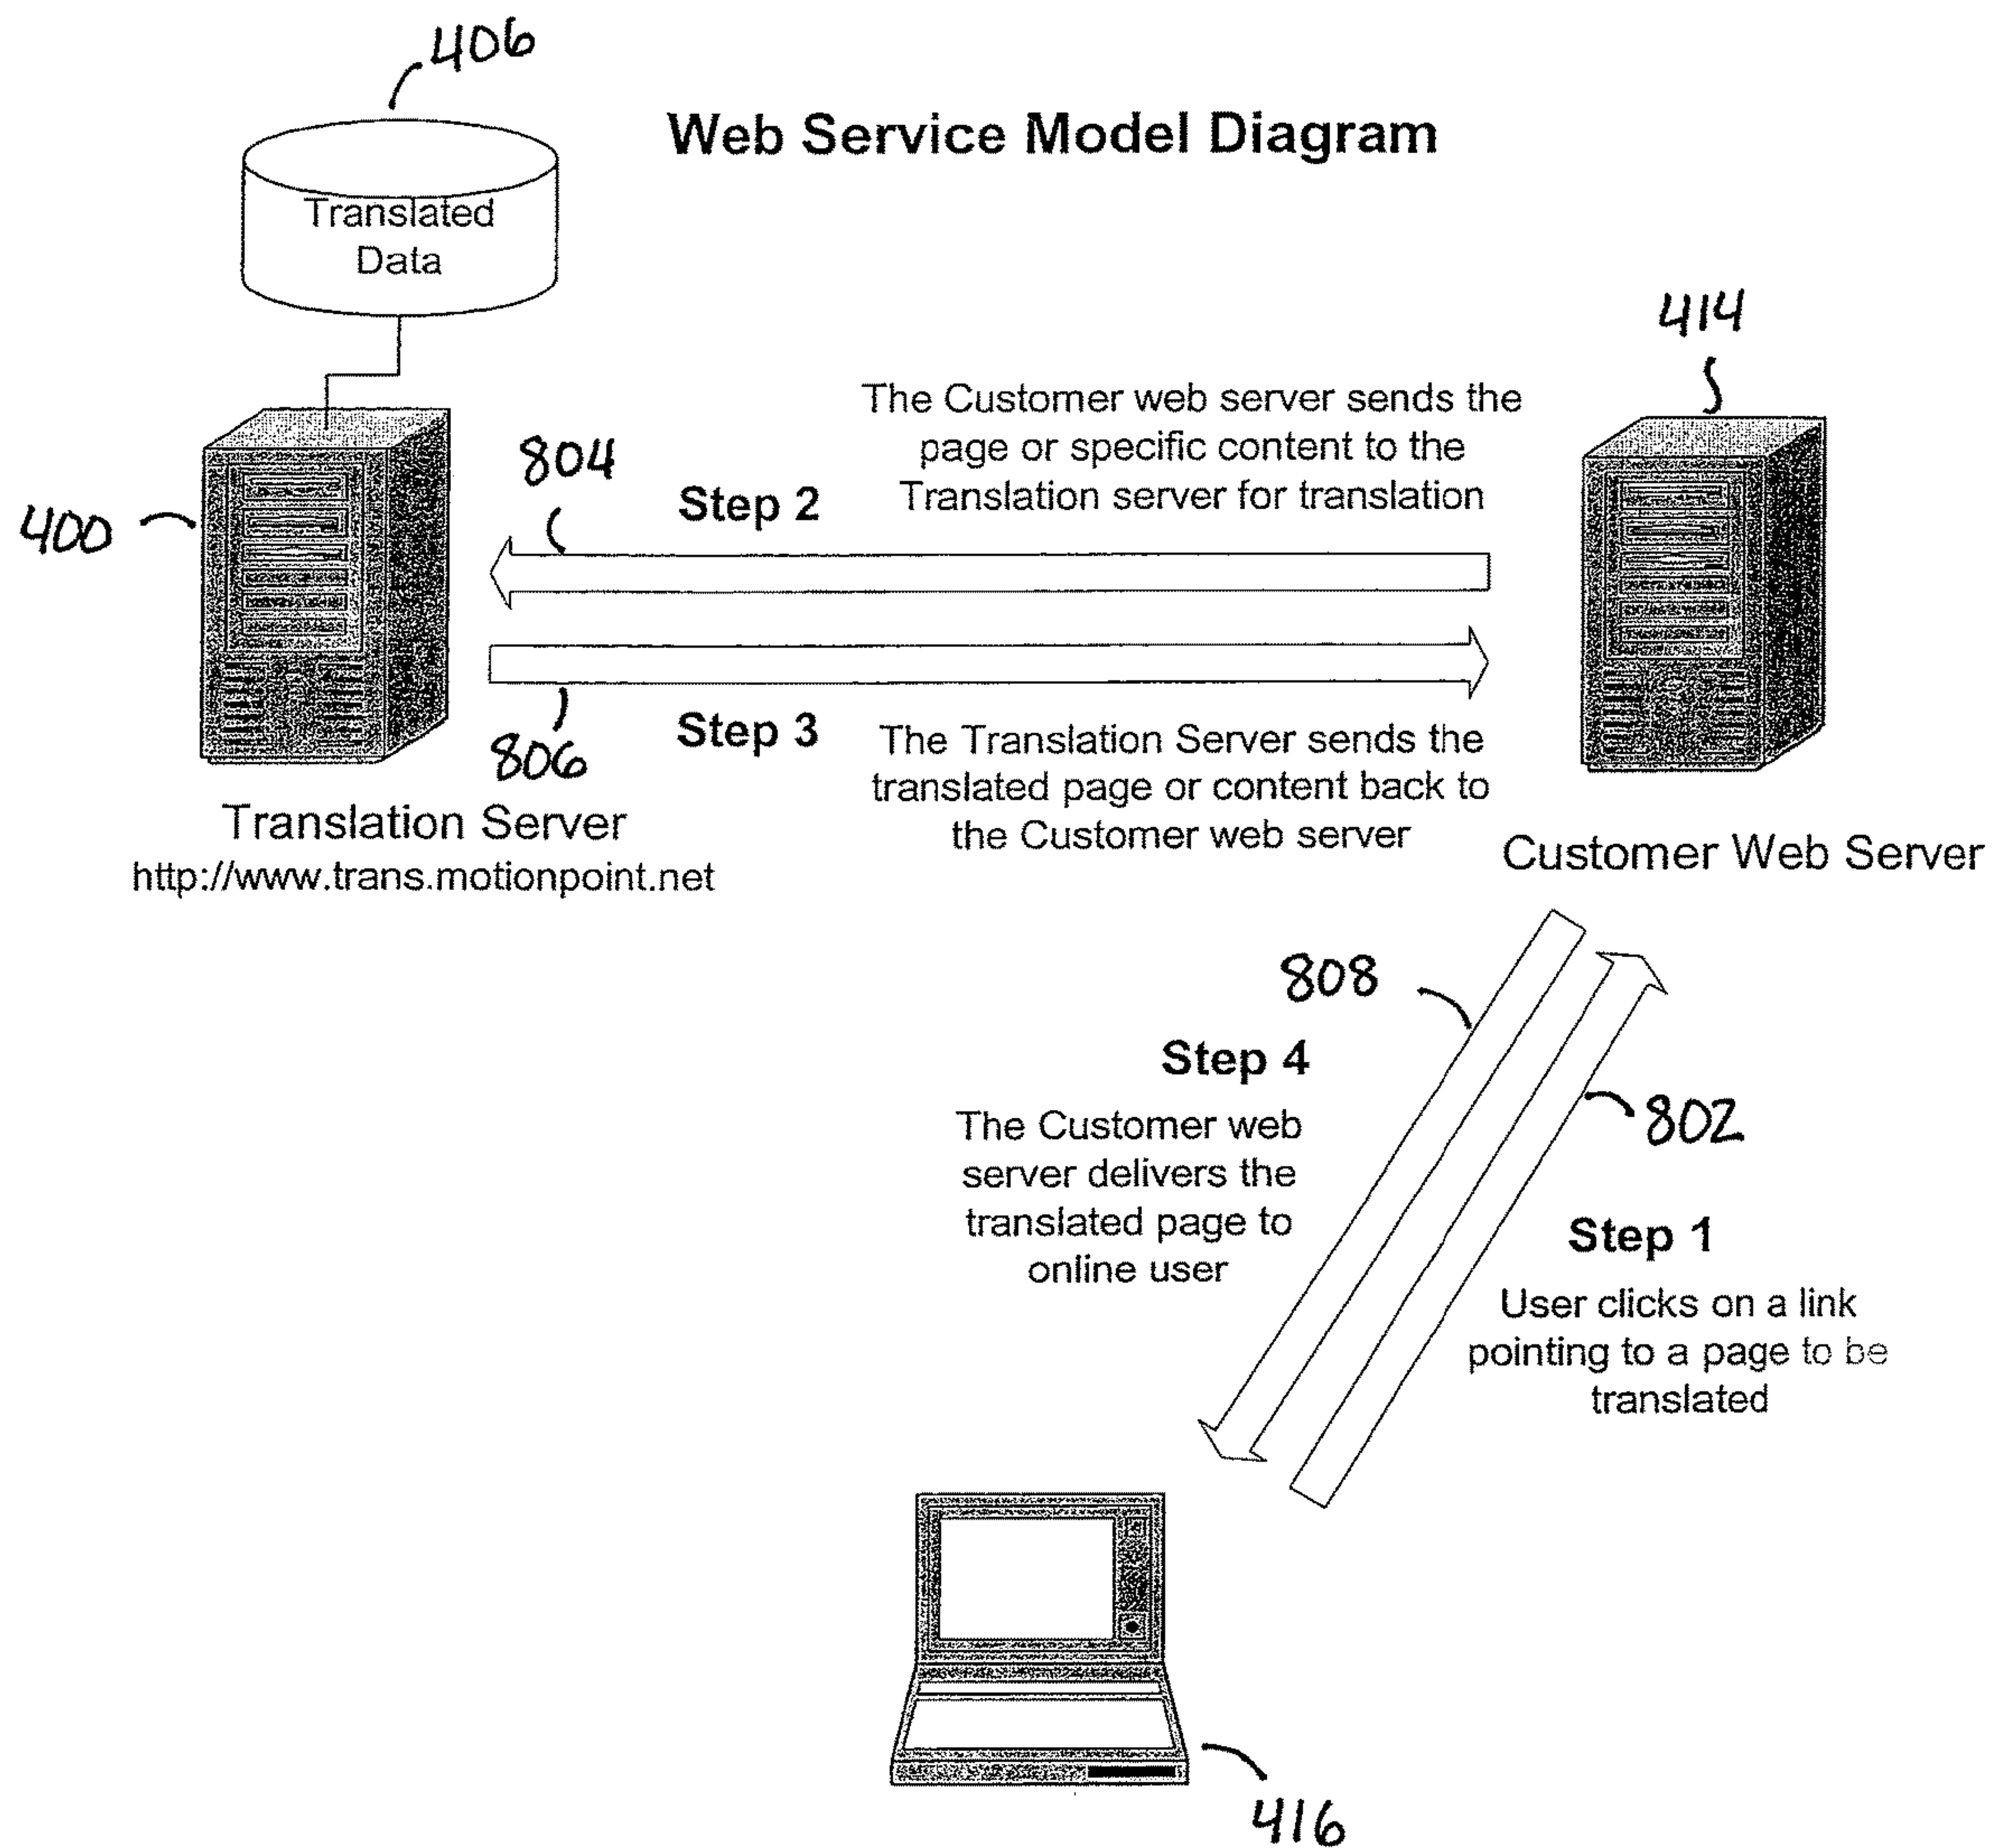 406
Web Service Model Diagram
Translated
Data
414
The Customer web server sends the
page or specific content to the
Translation server for translation
804
Step 2
400
806
Step 3
The Translation Server sends the
translated page or content back to
the Customer web server
Translation Server
http://www.trans.motionpoint.net
Customer Web Server
808
Step 4
The Customer web
server delivers the
translated page to
online user
802
Step 1
User clicks on a link
pointing to a page to be
translated
416